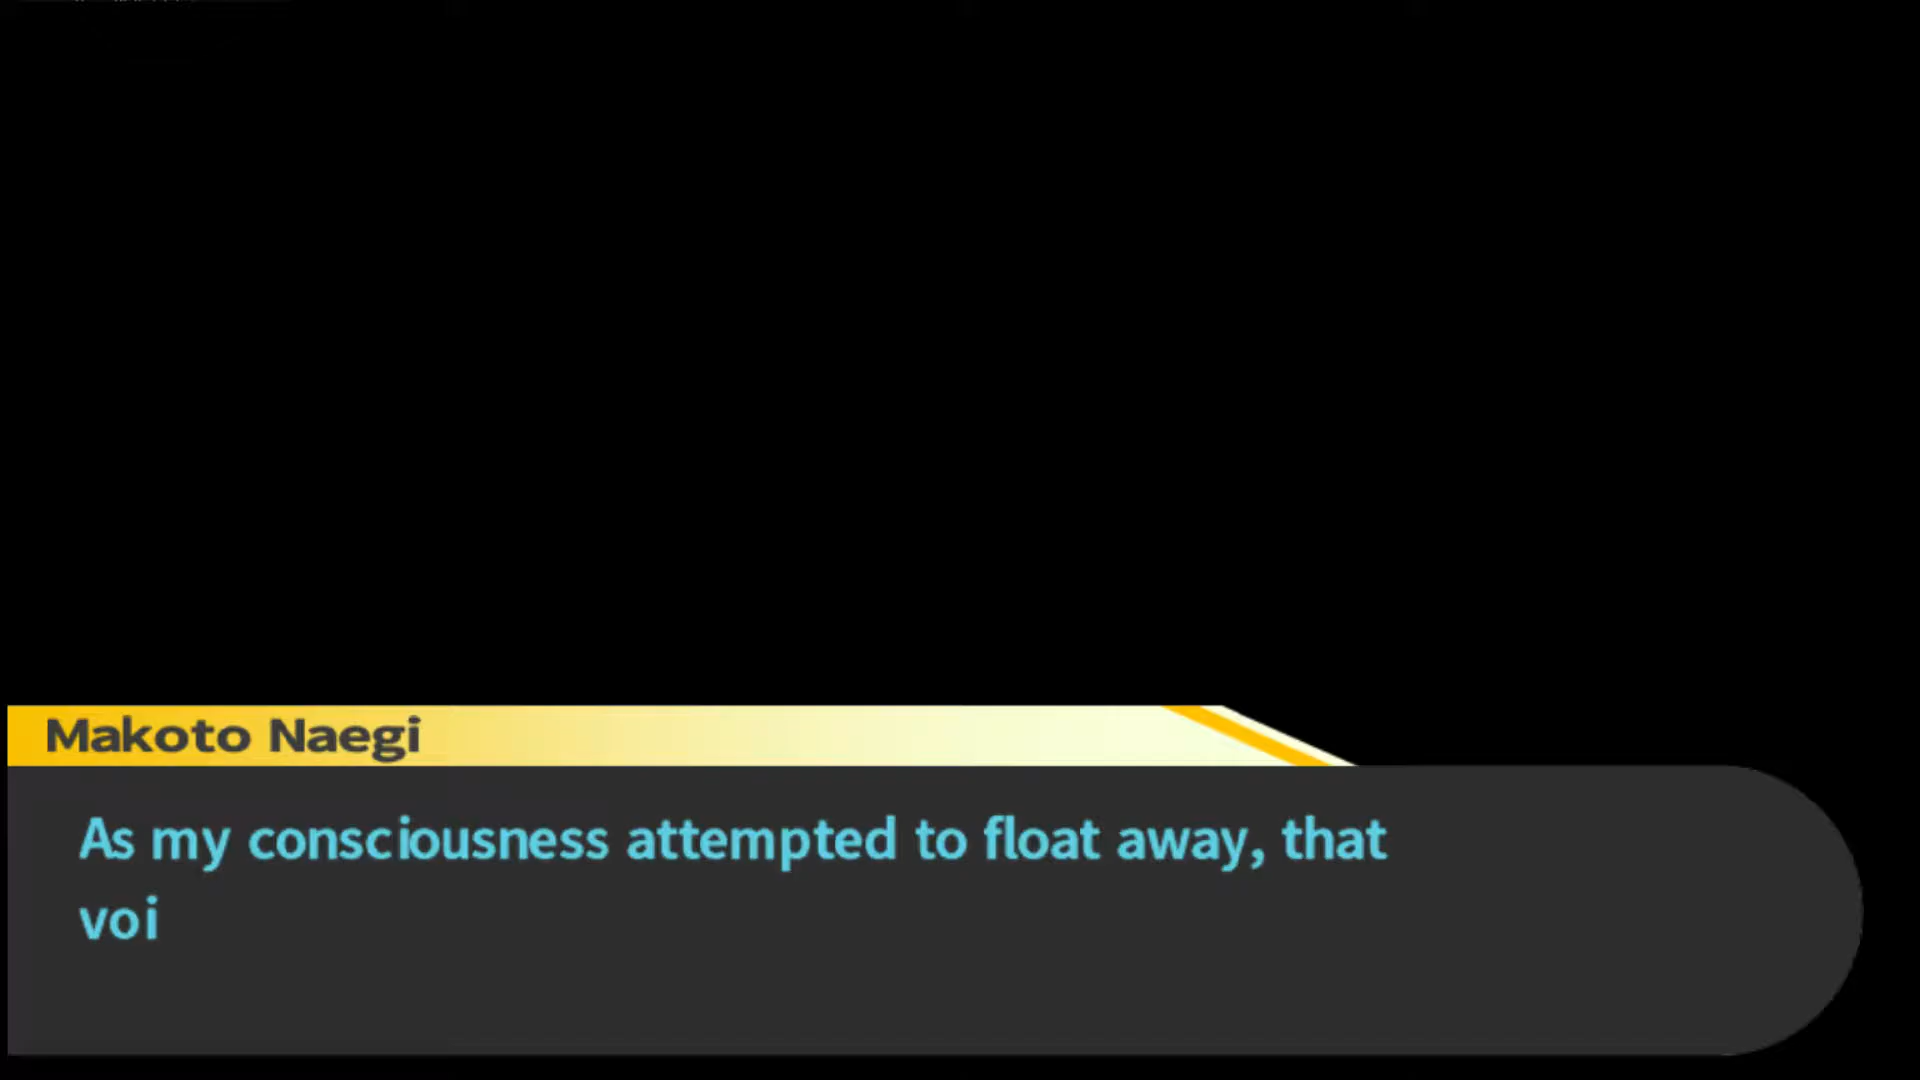 Makoto Naegi
As my consciousness attempted to float away, that
voi